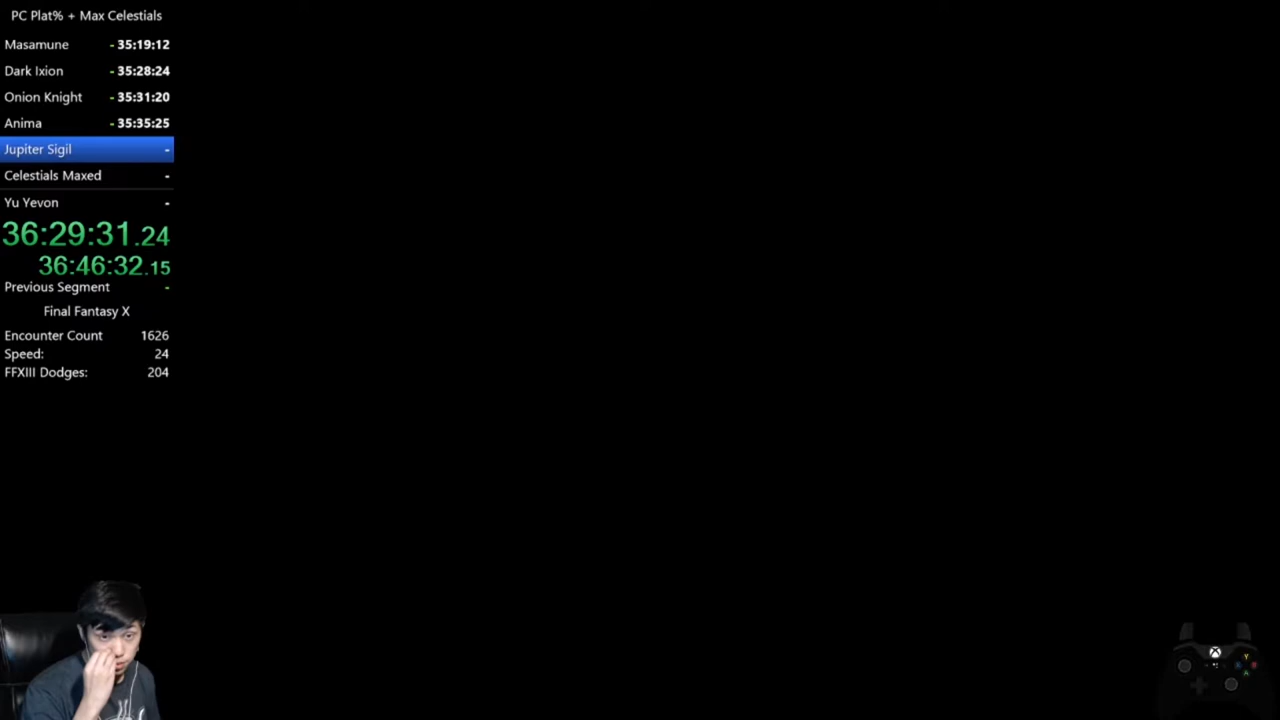 PC Plat% + Max Celestials
Masamune - 35:19:12
Dark Ixion - 35:28:24
Onion Knight - 35:31:20
Anima - 35:35:25
Jupiter Sigil -
Celestials Maxed -
Yu Yevon -
36:29:31.24
36:46:32.15
Previous Segment -
Final Fantasy X
Encounter Count 1626
Speed: 24
FFXIII Dodges: 204